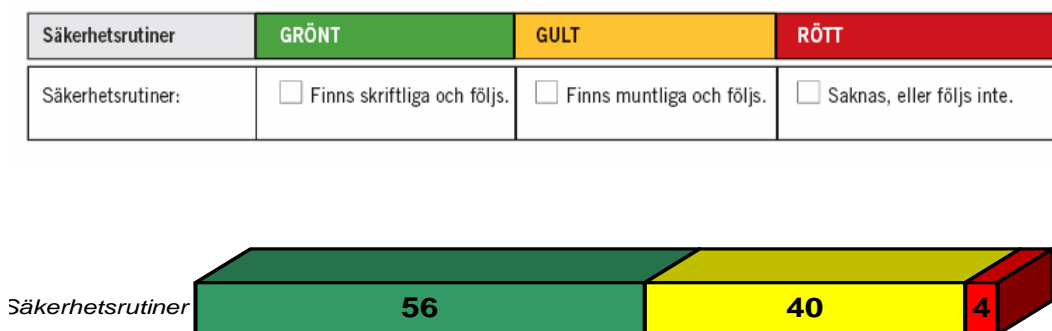 Säkerhetsrutiner GRÖNT GULT RÖTT
Säkerhetsrutiner: Finns skriftliga och följs. Finns muntliga och följs. Saknas, eller följs inte.
Säkerhetsrutiner 56 40 4